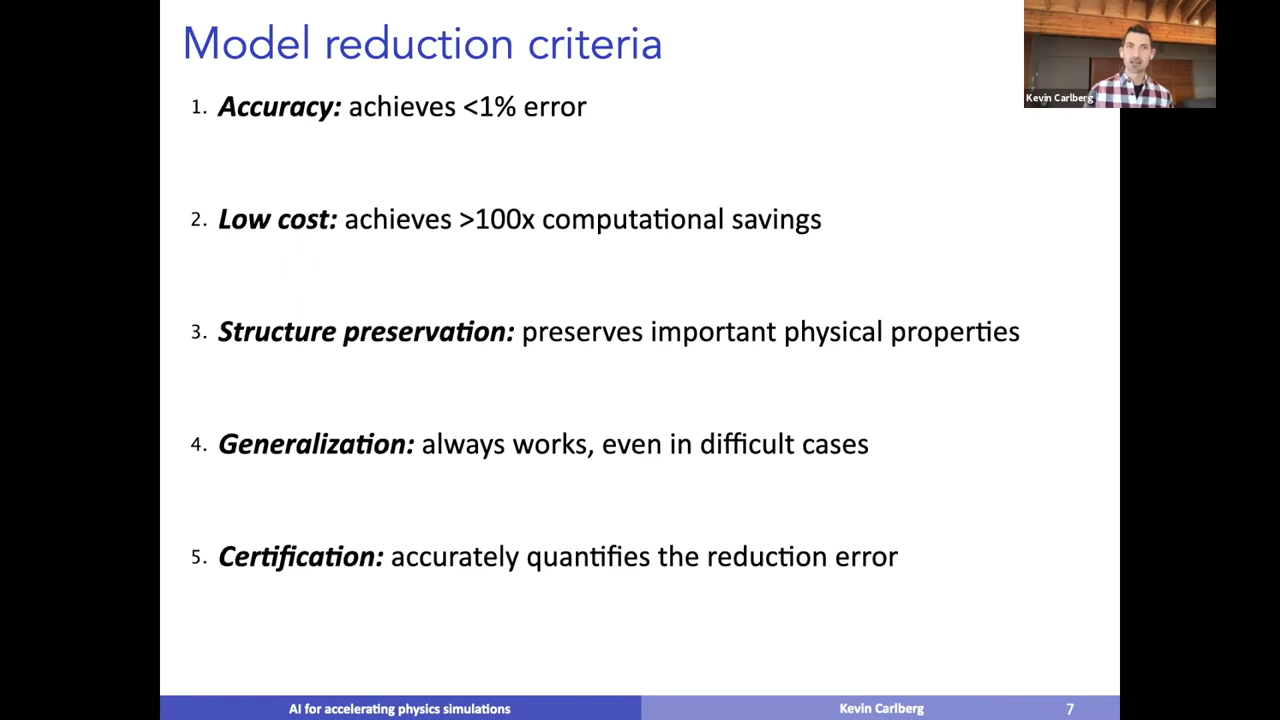 Model reduction criteria
Kevin Carlberg
1. Accuracy: achieves <1% error
2. Low cost: achieves >100x computational savings
3. Structure preservation: preserves important physical properties
4. Generalization: always works, even in difficult cases
5. Certification: accurately quantifies the reduction error
AI for accelerating physics simulations
Kevin Carlberg
7